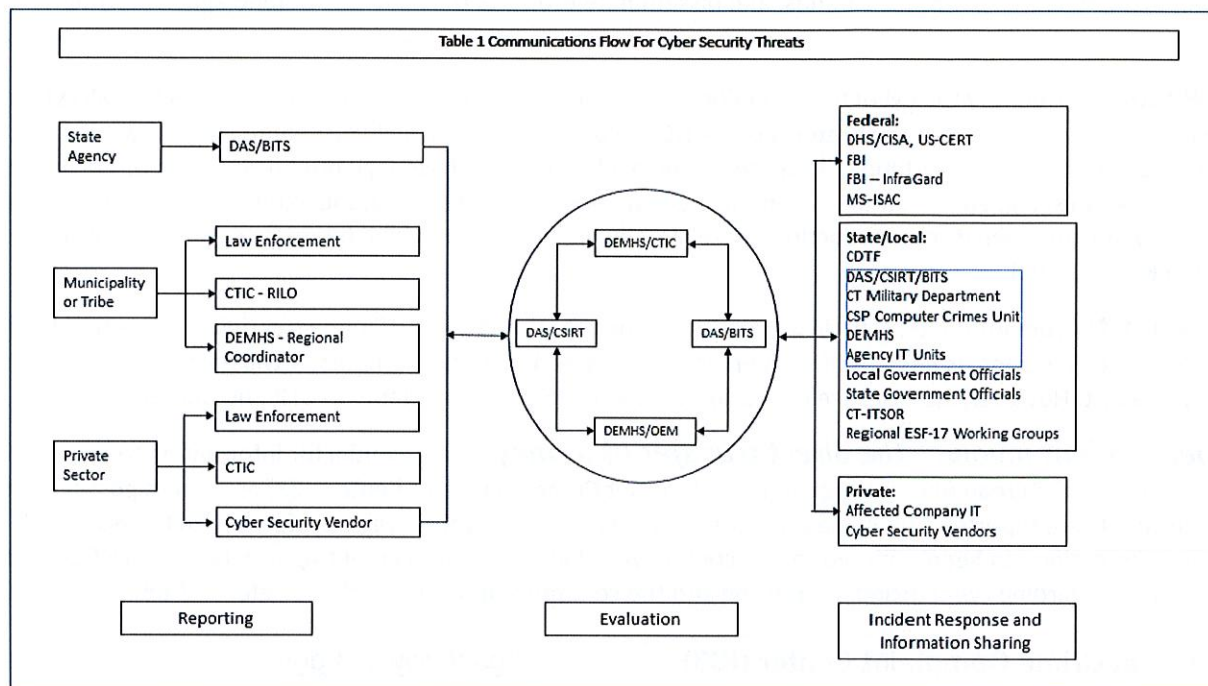 Table 1 Communications Flow For Cyber Security Threats
State
Agency
DAS/BITS
Municipality
or Tribe
Law Enforcement
CTIC - RILO
DEMHS - Regional
Coordinator
Private
Sector
Law Enforcement
CTIC
Cyber Security Vendor
DEMHS/CTIC
DAS/CSIRT
DAS/BITS
DEMHS/OEM
Federal:
DHS/CISA, US-CERT
FBI
FBI – InfraGard
MS-ISAC
State/Local:
CDTF
DAS/CSIRT/BITS
CT Military Department
CSP Computer Crimes Unit
DEMHS
Agency IT Units
Local Government Officials
State Government Officials
CT-ITSOR
Regional ESF-17 Working Groups
Private:
Affected Company IT
Cyber Security Vendors
Reporting
Evaluation
Incident Response and
Information Sharing